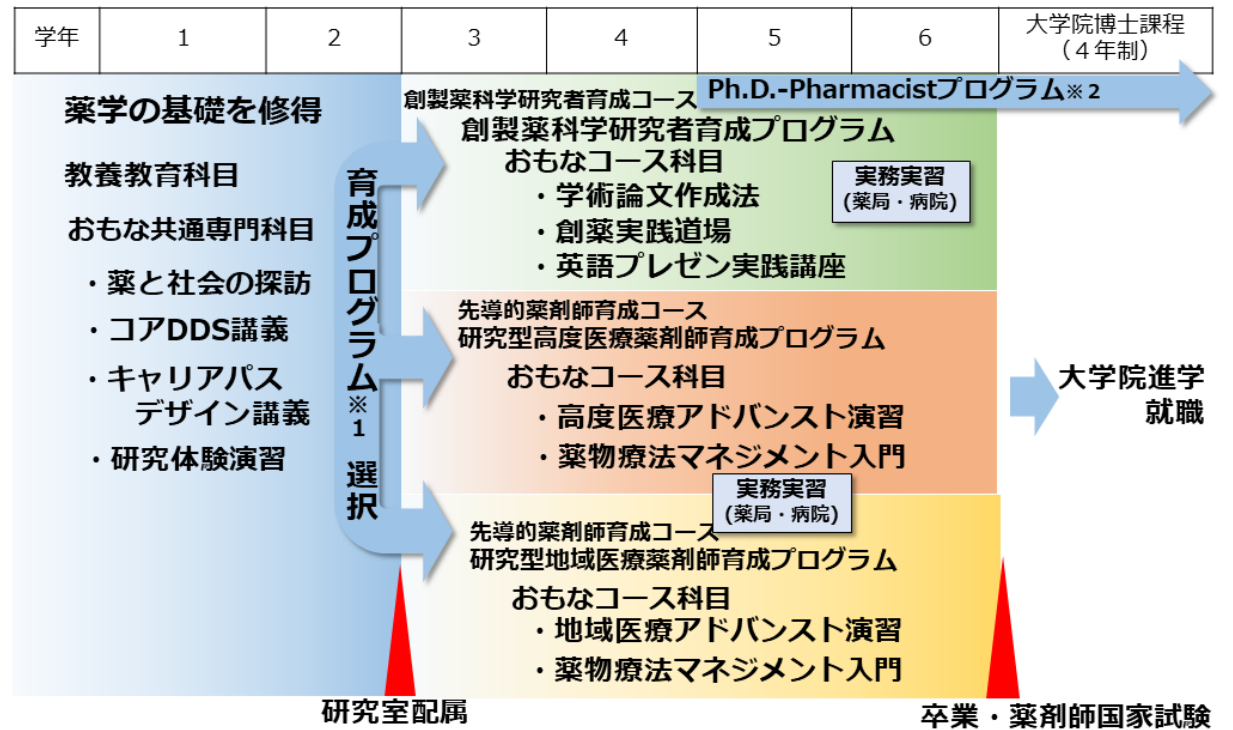 学年
1
2
3
4
5
6
大学院博士課程
（４年制）
薬学の基礎を修得
教養教育科目
おもな共通専門科目
・薬と社会の探訪
・コアDDS講義
・キャリアパス
デザイン講義
・研究体験演習
育成プログラム※1 選択
Ph.D.-Pharmacistプログラム※２
創製薬科学研究者育成コース
創製薬科学研究者育成プログラム
おもなコース科目
・学術論文作成法
・創薬実践道場
・英語プレゼン実践講座
実務実習
(薬局・病院)
先導的薬剤師育成コース
研究型高度医療薬剤師育成プログラム
おもなコース科目
・高度医療アドバンスト演習
・薬物療法マネジメント入門
実務実習
(薬局・病院)
先導的薬剤師育成コース
研究型地域医療薬剤師育成プログラム
おもなコース科目
・地域医療アドバンスト演習
・薬物療法マネジメント入門
大学院進学
就職
研究室配属
卒業・薬剤師国家試験